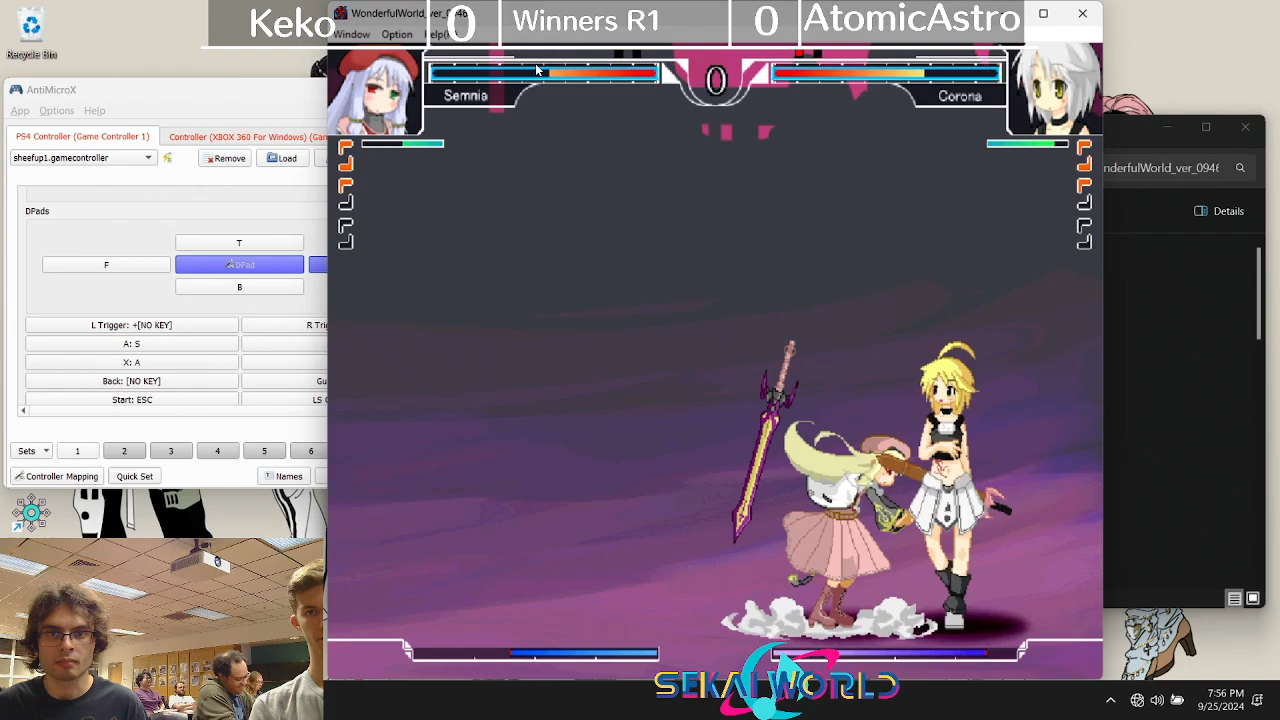 Keko
0
Winners R1
0
AtomicAstro
WonderfulWorld_ver_0946
Window Option
Recycle Bin
AntiMicroX
App Options Help
PS4 Controller (Game Controller 1) Controller (XBOX 360 For Windows)
sheefup1.gamecontroller
Remove Load
DPads
T
F DPad
B
L Trigger: +[NO KEY]
A: S
X: A
Back: [NO KEY]
Start: ESC
Sets 1 2 3 4 5 6
Controller Mapping Quick Set Names
Semnia
0
Corona
Details
SEKAI WORLD
7:56 PM
9/25/2024